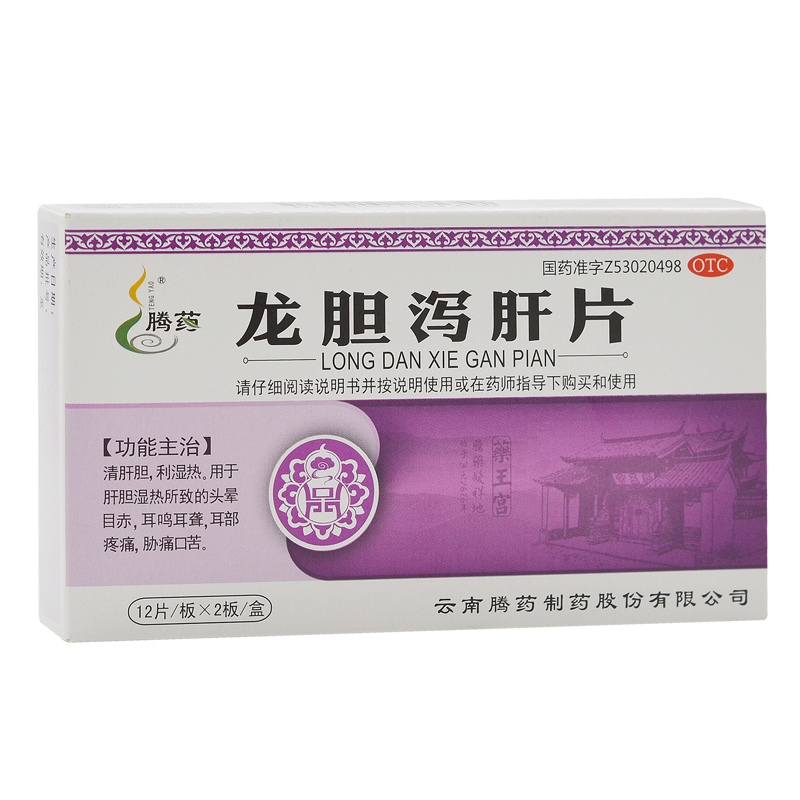 国药准字Z53020498 OTC
TENG YAO
®
腾药
龙胆泻肝片
LONG DAN XIE GAN PIAN
请仔细阅读说明书并按说明使用或在药师指导下购买和使用
【功能主治】
清肝胆，利湿热。用于
肝胆湿热所致的头晕
目赤，耳鸣耳聋，耳部
疼痛，胁痛口苦。
藥王宫
12片/板×2板/盒
云南腾药制药股份有限公司